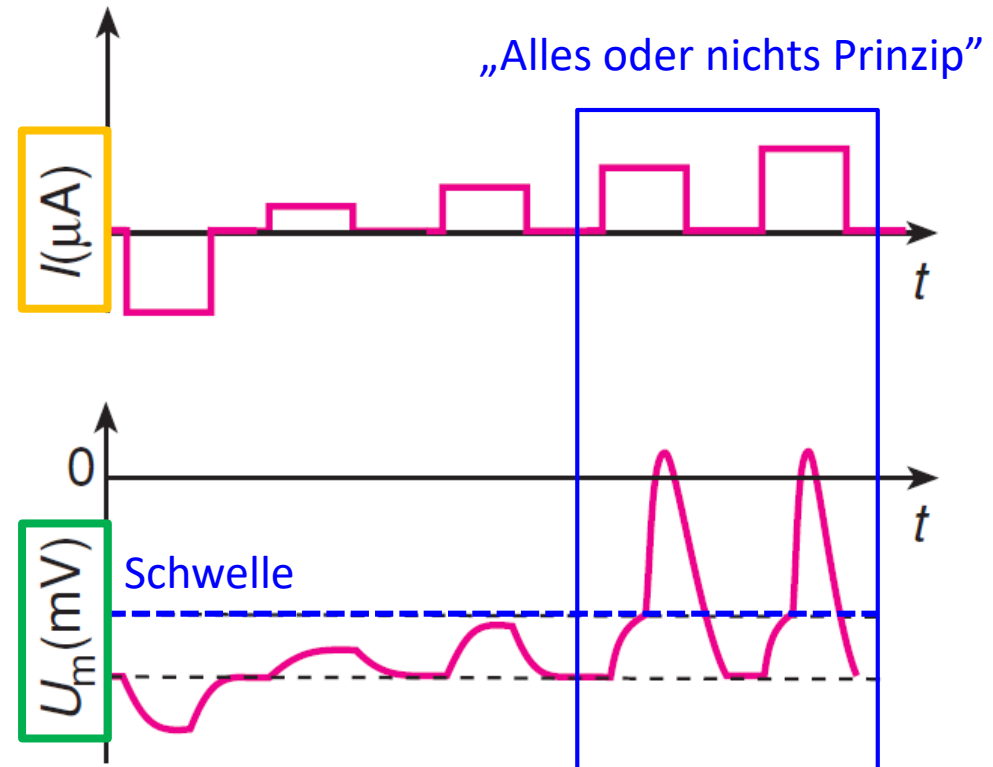 „Alles oder nichts Prinzip”
I(μA)
t
0
t
Schwelle
Um(mV)